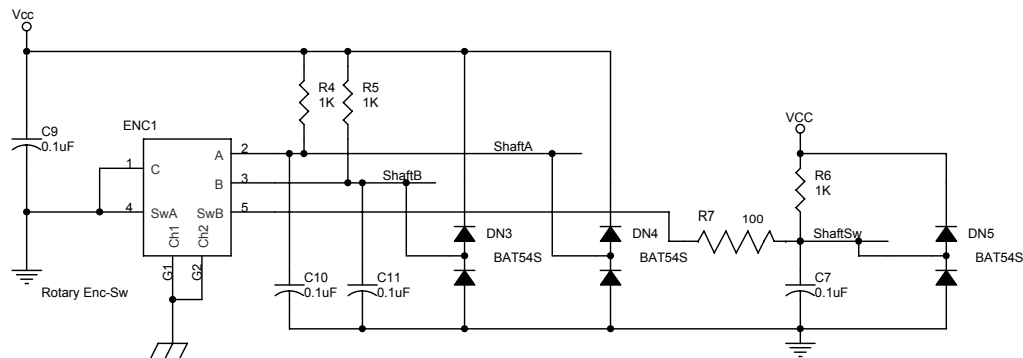 Vcc
R4
1K
R5
1K
C9
0.1uF
ENC1
1
C
A
2
B
3
4
SwA
SwB
5
Ch1
Ch2
G1
G2
Rotary Enc-Sw
ShaftA
ShaftB
C10
0.1uF
C11
0.1uF
DN3
BAT54S
DN4
BAT54S
R7
100
VCC
R6
1K
ShaftSw
C7
0.1uF
DN5
BAT54S